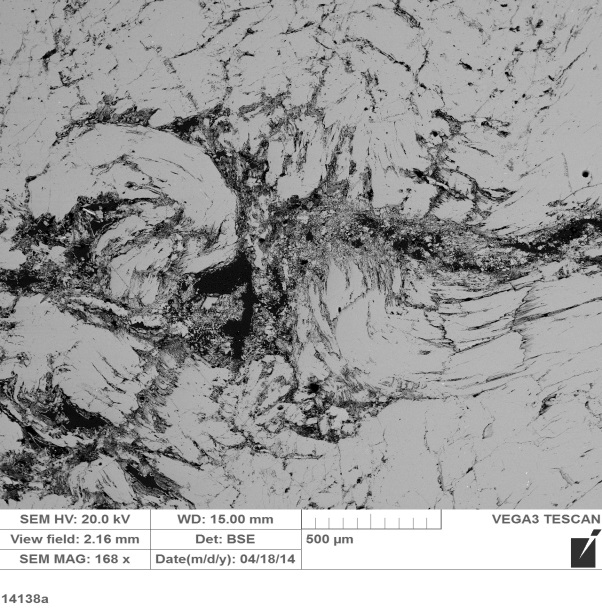 SEM HV: 20.0 kV WD: 15.00 mm VEGA3 TESCAN
View field: 2.16 mm Det: BSE 500 µm
SEM MAG: 168 x Date(m/d/y): 04/18/14
14138a